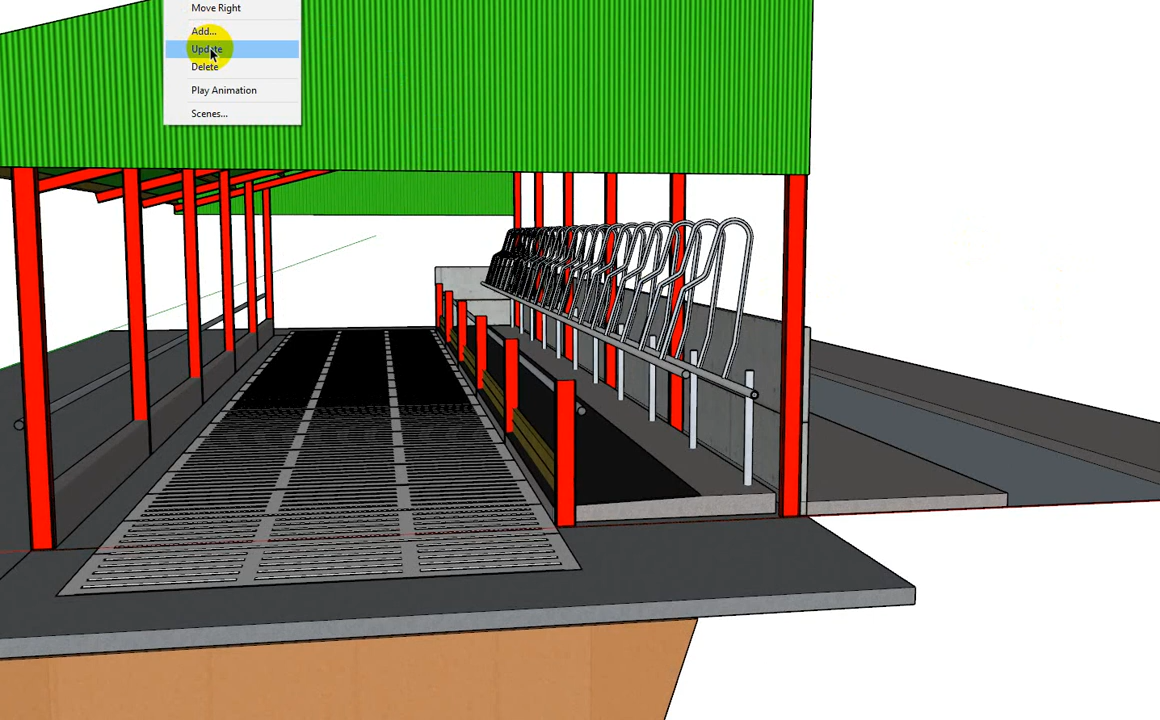 Move Right
Add...
Update
Delete
Play Animation
Scenes...